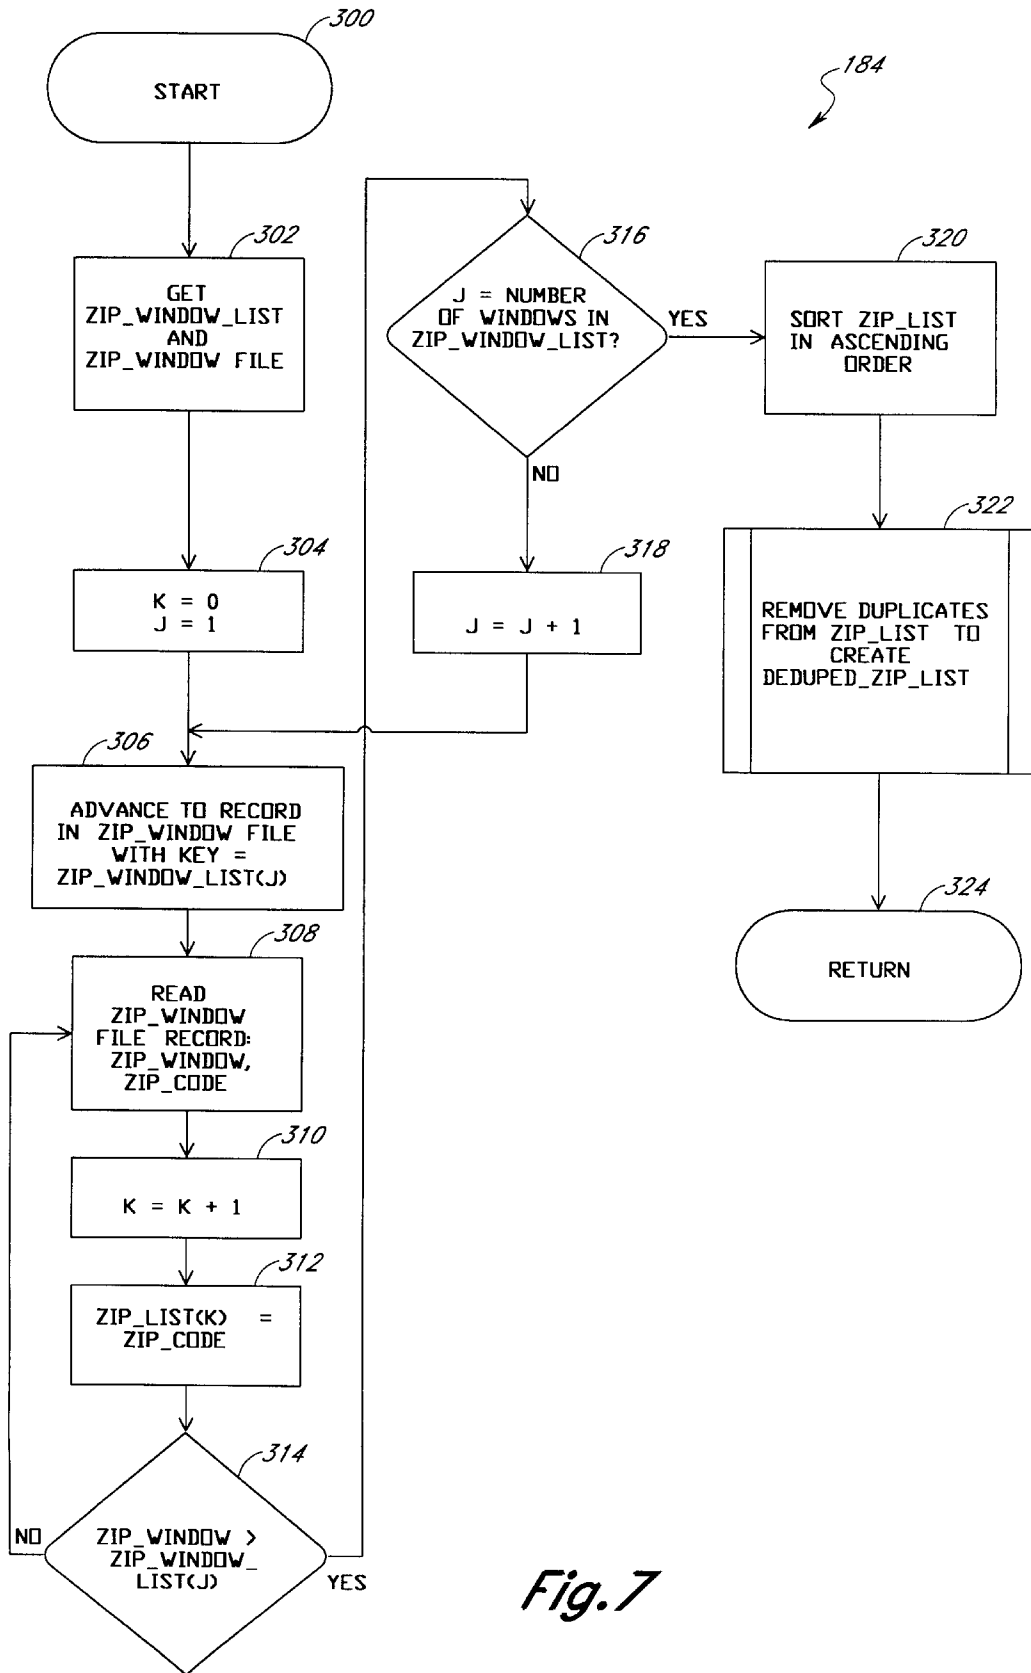 300
START
184
302
GET
ZIP_WINDOW_LIST
AND
ZIP_WINDOW FILE
304
K = 0
J = 1
306
ADVANCE TO RECORD
IN ZIP_WINDOW FILE
WITH KEY =
ZIP_WINDOW_LIST(J)
308
READ
ZIP_WINDOW
FILE RECORD:
ZIP_WINDOW,
ZIP_CODE
310
K = K + 1
312
ZIP_LIST(K) =
ZIP_CODE
314
ZIP_WINDOW >
ZIP_WINDOW_
LIST(J)
NO
YES
316
J = NUMBER
OF WINDOWS IN
ZIP_WINDOW_LIST?
YES
NO
318
J = J + 1
320
SORT ZIP_LIST
IN ASCENDING
ORDER
322
REMOVE DUPLICATES
FROM ZIP_LIST TO
CREATE
DEDUPED_ZIP_LIST
324
RETURN
Fig.7